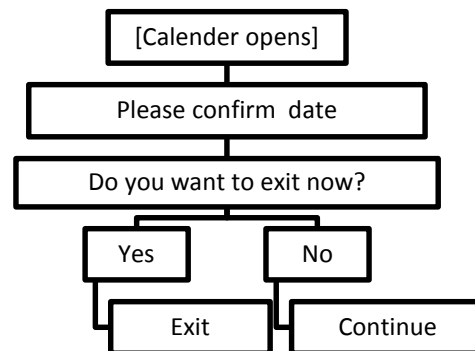 [Calender opens]
Please confirm  date
Do you want to exit now?
Yes
No
Exit
Continue